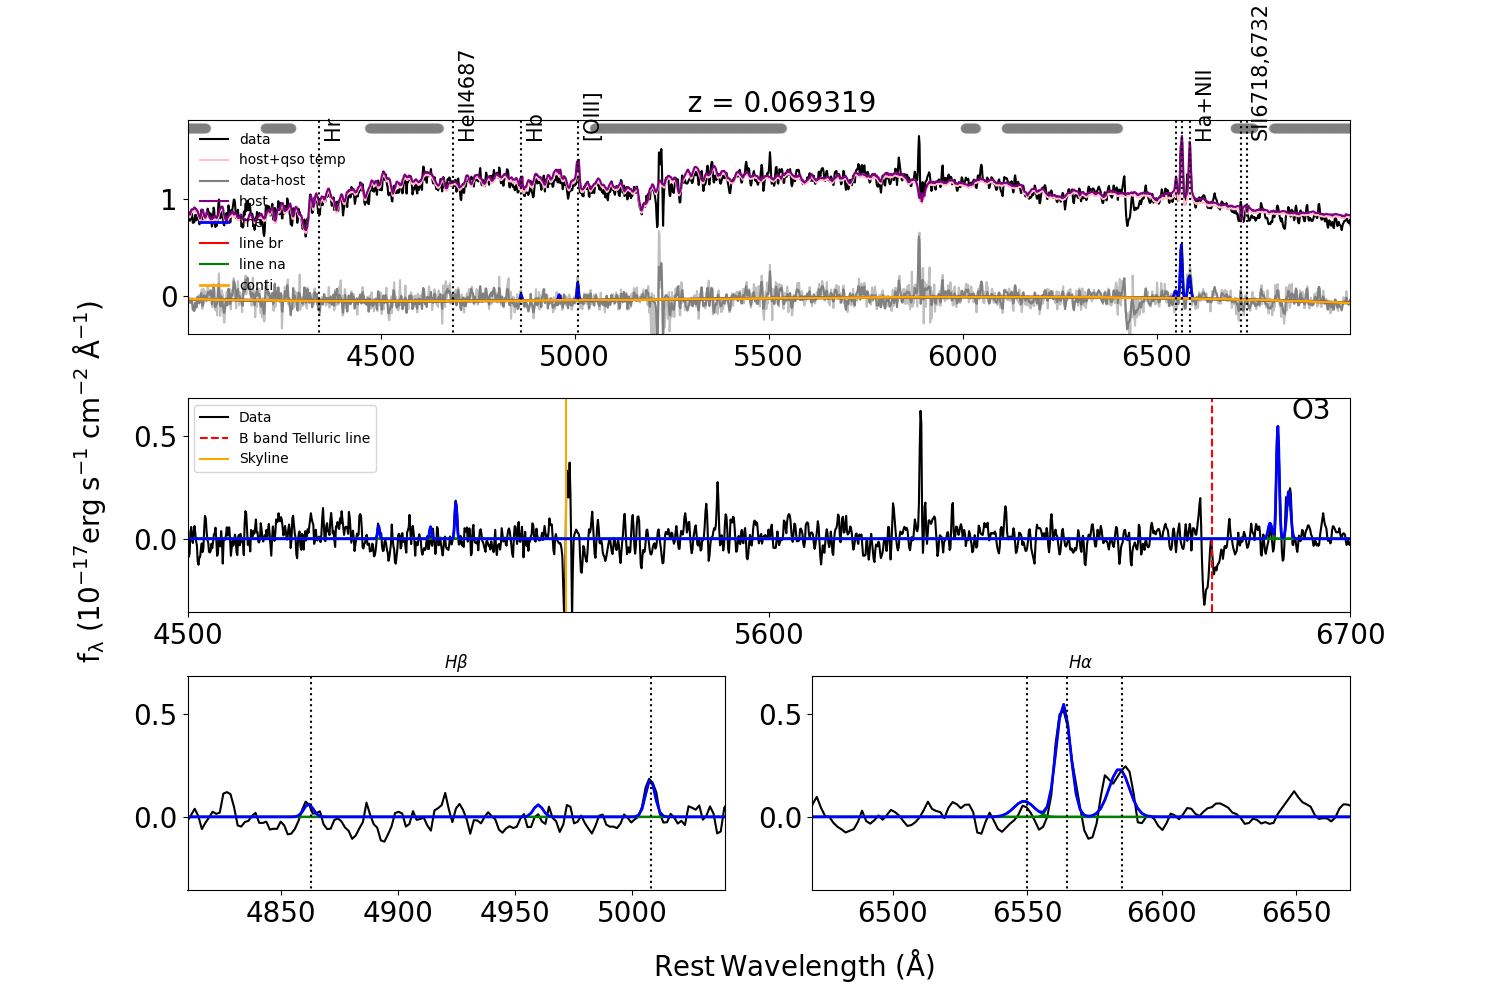 z = 0.069319
Hr
HeII4687
Hb
[OIII]
Ha+NII
SII6718,6732
data
host+qso temp
data-host
host
line
line br
line na
conti
1
0
4500 5000 5500 6000 6500
fλ (10⁻¹⁷erg s⁻¹ cm⁻² Å⁻¹)
Data
B band Telluric line
Skyline
O3
0.5
0.0
4500 5600 6700
Hβ
0.5
0.0
4850 4900 4950 5000
Hα
0.5
0.0
6500 6550 6600 6650
Rest Wavelength (Å)